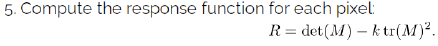 5. Compute the response function for each pixel:
R = det(M) − k tr(M)².